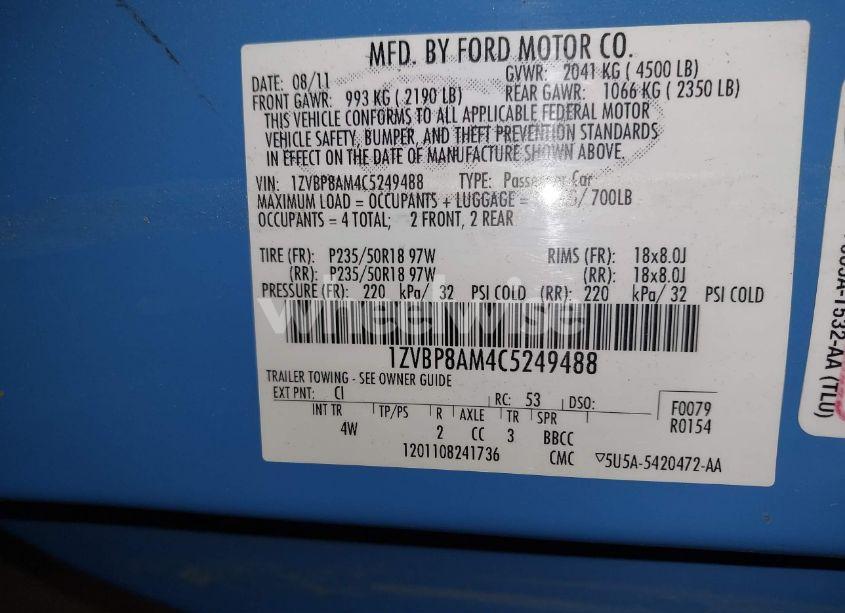 MFD. BY FORD MOTOR CO.
DATE: 08/11 GVWR: 2041 KG ( 4500 LB)
FRONT GAWR: 993 KG ( 2190 LB) REAR GAWR: 1066 KG ( 2350 LB)
THIS VEHICLE CONFORMS TO ALL APPLICABLE FEDERAL MOTOR
VEHICLE SAFETY, BUMPER, AND THEFT PREVENTION STANDARDS
IN EFFECT ON THE DATE OF MANUFACTURE SHOWN ABOVE.
VIN: 1ZVBP8AM4C5249488 TYPE: Passenger Car
MAXIMUM LOAD = OCCUPANTS + LUGGAGE = / 700LB
OCCUPANTS = 4 TOTAL; 2 FRONT, 2 REAR
TIRE (FR): P235/50R18 97W RIMS (FR): 18x8.0J
(RR): P235/50R18 97W (RR): 18x8.0J
PRESSURE (FR): 220 kPa/ 32 PSI COLD (RR): 220 kPa/ 32 PSI COLD
wheelwise
1ZVBP8AM4C5249488
TRAILER TOWING - SEE OWNER GUIDE
EXT PNT: CI RC: 53 DSO: F0079
INT TR TP/PS R AXLE TR SPR R0154
4W 2 CC 3 BBCC
1201108241736 CMC ▽5U5A-5420472-AA
1532-AA (TLU)